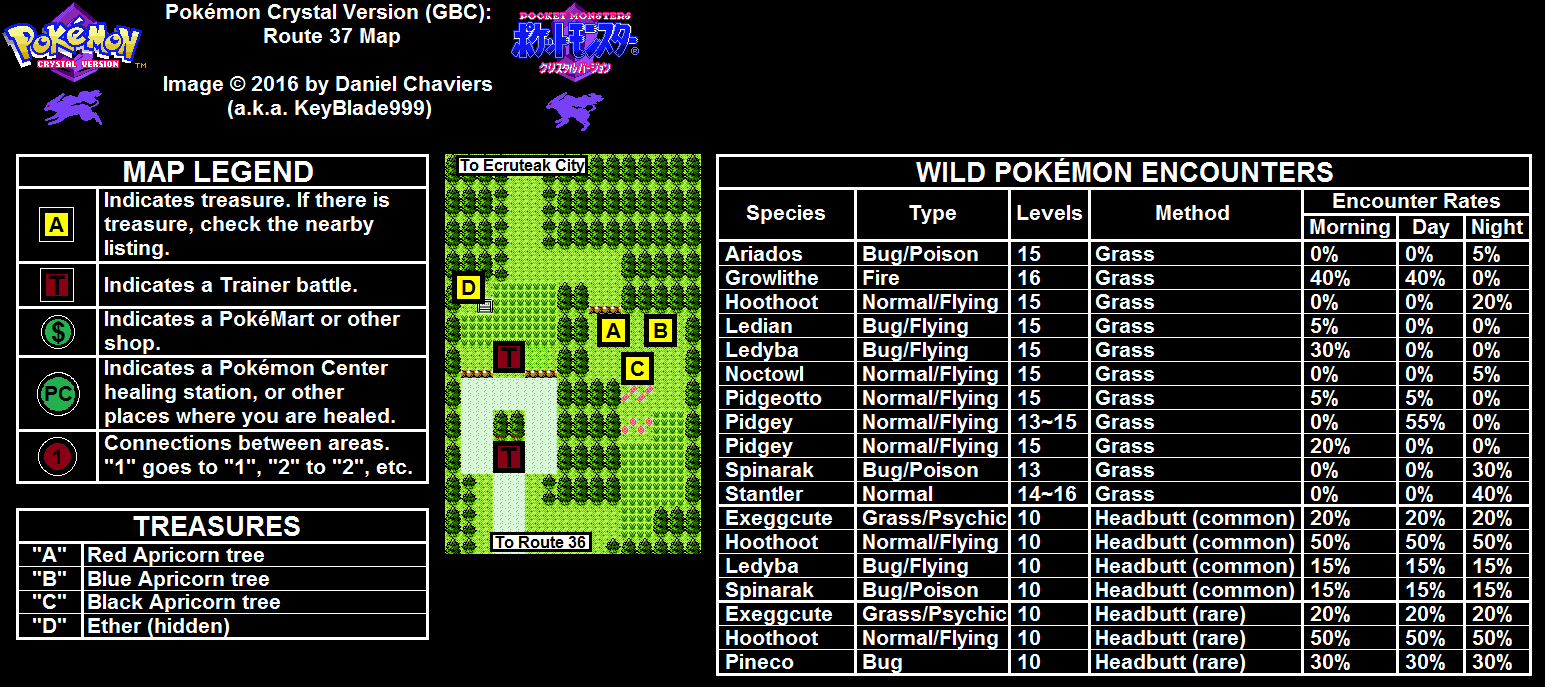 POKéMON
CRYSTAL VERSION
TM
Pokémon Crystal Version (GBC):
Route 37 Map
Image © 2016 by Daniel Chaviers
(a.k.a. KeyBlade999)
POCKET MONSTERS
ポケットモンスター
®
クリスタルバージョン
MAP LEGEND
A Indicates treasure. If there is
treasure, check the nearby
listing.
T Indicates a Trainer battle.
$ Indicates a PokéMart or other
shop.
PC Indicates a Pokémon Center
healing station, or other
places where you are healed.
1 Connections between areas.
"1" goes to "1", "2" to "2", etc.
TREASURES
"A" Red Apricorn tree
"B" Blue Apricorn tree
"C" Black Apricorn tree
"D" Ether (hidden)
To Ecruteak City
D
A B
T C
T
To Route 36
WILD POKÉMON ENCOUNTERS
Species Type Levels Method Encounter Rates
Morning Day Night
Ariados Bug/Poison 15 Grass 0% 0% 5%
Growlithe Fire 16 Grass 40% 40% 0%
Hoothoot Normal/Flying 15 Grass 0% 0% 20%
Ledian Bug/Flying 15 Grass 5% 0% 0%
Ledyba Bug/Flying 15 Grass 30% 0% 0%
Noctowl Normal/Flying 15 Grass 0% 0% 5%
Pidgeotto Normal/Flying 15 Grass 5% 5% 0%
Pidgey Normal/Flying 13~15 Grass 0% 55% 0%
Pidgey Normal/Flying 15 Grass 20% 0% 0%
Spinarak Bug/Poison 13 Grass 0% 0% 30%
Stantler Normal 14~16 Grass 0% 0% 40%
Exeggcute Grass/Psychic 10 Headbutt (common) 20% 20% 20%
Hoothoot Normal/Flying 10 Headbutt (common) 50% 50% 50%
Ledyba Bug/Flying 10 Headbutt (common) 15% 15% 15%
Spinarak Bug/Poison 10 Headbutt (common) 15% 15% 15%
Exeggcute Grass/Psychic 10 Headbutt (rare) 20% 20% 20%
Hoothoot Normal/Flying 10 Headbutt (rare) 50% 50% 50%
Pineco Bug 10 Headbutt (rare) 30% 30% 30%